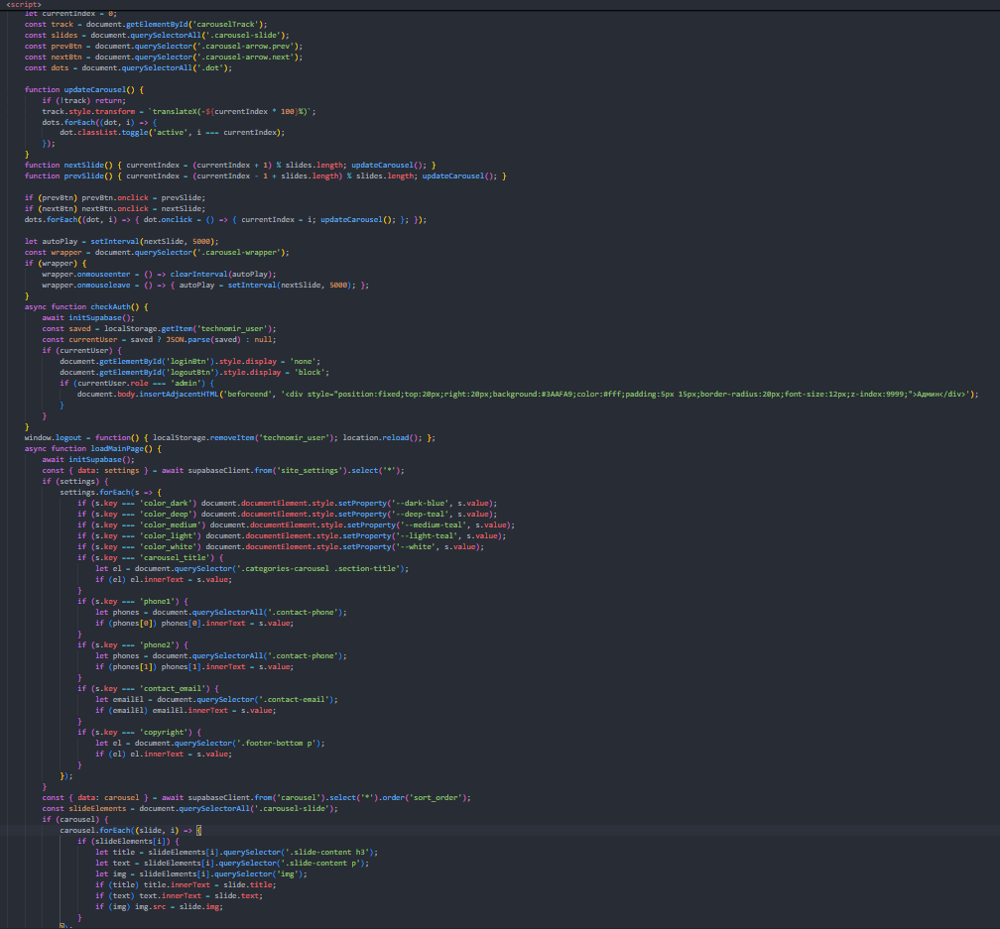 <script>
let currentIndex = 0;
const track = document.getElementById('carouselTrack');
const slides = document.querySelectorAll('.carousel-slide');
const prevBtn = document.querySelector('.carousel-arrow.prev');
const nextBtn = document.querySelector('.carousel-arrow.next');
const dots = document.querySelectorAll('.dot');
function updateCarousel() {
if (!track) return;
track.style.transform = `translateX(-${currentIndex * 100}%)`;
dots.forEach((dot, i) => {
dot.classList.toggle('active', i === currentIndex);
});
}
function nextSlide() { currentIndex = (currentIndex + 1) % slides.length; updateCarousel(); }
function prevSlide() { currentIndex = (currentIndex - 1 + slides.length) % slides.length; updateCarousel(); }
if (prevBtn) prevBtn.onclick = prevSlide;
if (nextBtn) nextBtn.onclick = nextSlide;
dots.forEach((dot, i) => { dot.onclick = () => { currentIndex = i; updateCarousel(); }; });
let autoPlay = setInterval(nextSlide, 5000);
const wrapper = document.querySelector('.carousel-wrapper');
if (wrapper) {
wrapper.onmouseenter = () => clearInterval(autoPlay);
wrapper.onmouseleave = () => { autoPlay = setInterval(nextSlide, 5000); };
}
async function checkAuth() {
await initSupabase();
const saved = localStorage.getItem('technomir_user');
const currentUser = saved ? JSON.parse(saved) : null;
if (currentUser) {
document.getElementById('loginBtn').style.display = 'none';
document.getElementById('logoutBtn').style.display = 'block';
if (currentUser.role === 'admin') {
document.body.insertAdjacentHTML('beforeend', '<div style="position:fixed;top:20px;right:20px;background:#3AAFA9;color:#fff;padding:5px 15px;border-radius:20px;font-size:12px;z-index:9999;">Админ</div>');
}
}
}
window.logout = function() { localStorage.removeItem('technomir_user'); location.reload(); };
async function loadMainPage() {
await initSupabase();
const { data: settings } = await supabaseClient.from('site_settings').select('*');
if (settings) {
settings.forEach(s => {
if (s.key === 'color_dark') document.documentElement.style.setProperty('--dark-blue', s.value);
if (s.key === 'color_deep') document.documentElement.style.setProperty('--deep-teal', s.value);
if (s.key === 'color_medium') document.documentElement.style.setProperty('--medium-teal', s.value);
if (s.key === 'color_light') document.documentElement.style.setProperty('--light-teal', s.value);
if (s.key === 'color_white') document.documentElement.style.setProperty('--white', s.value);
if (s.key === 'carousel_title') {
let el = document.querySelector('.categories-carousel .section-title');
if (el) el.innerText = s.value;
}
if (s.key === 'phone1') {
let phones = document.querySelectorAll('.contact-phone');
if (phones[0]) phones[0].innerText = s.value;
}
if (s.key === 'phone2') {
let phones = document.querySelectorAll('.contact-phone');
if (phones[1]) phones[1].innerText = s.value;
}
if (s.key === 'contact_email') {
let emailEl = document.querySelector('.contact-email');
if (emailEl) emailEl.innerText = s.value;
}
if (s.key === 'copyright') {
let el = document.querySelector('.footer-bottom p');
if (el) el.innerText = s.value;
}
});
}
const { data: carousel } = await supabaseClient.from('carousel').select('*').order('sort_order');
const slideElements = document.querySelectorAll('.carousel-slide');
if (carousel) {
carousel.forEach((slide, i) => {
if (slideElements[i]) {
let title = slideElements[i].querySelector('.slide-content h3');
let text = slideElements[i].querySelector('.slide-content p');
let img = slideElements[i].querySelector('img');
if (title) title.innerText = slide.title;
if (text) text.innerText = slide.text;
if (img) img.src = slide.img;
}
});